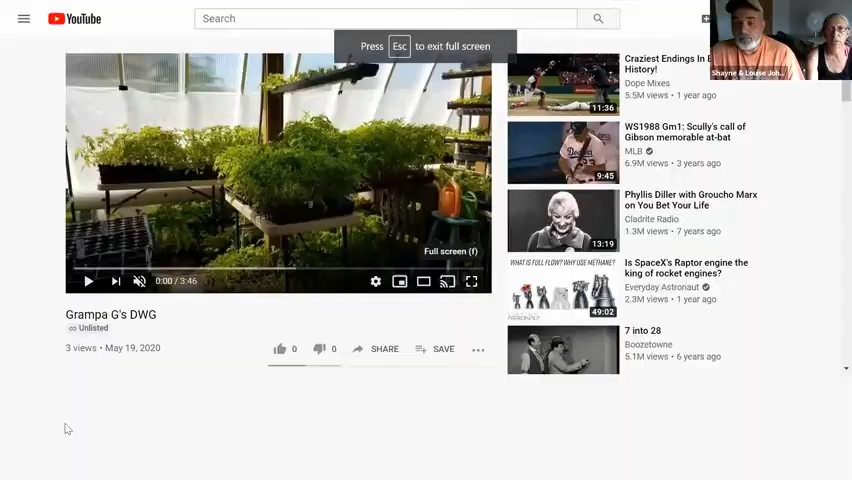 YouTube
Search
Press Esc to exit full screen
Shayne & Louise Joh...
Full screen (f)
0:00 / 3:46
Grampa G's DWG
Unlisted
3 views • May 19, 2020
0
0
SHARE
SAVE
Craziest Endings In B
History!
Dope Mixes
5.5M views • 1 year ago
11:36
WS1988 Gm1: Scully's call of
Gibson memorable at-bat
MLB
6.9M views • 3 years ago
9:45
Phyllis Diller with Groucho Marx
on You Bet Your Life
Cladrite Radio
1.3M views • 7 years ago
13:19
WHAT IS FULL FLOW? WHY USE METHANE?
Is SpaceX's Raptor engine the
king of rocket engines?
Everyday Astronaut
2.3M views • 1 year ago
49:02
7 into 28
Boozetowne
5.1M views • 6 years ago